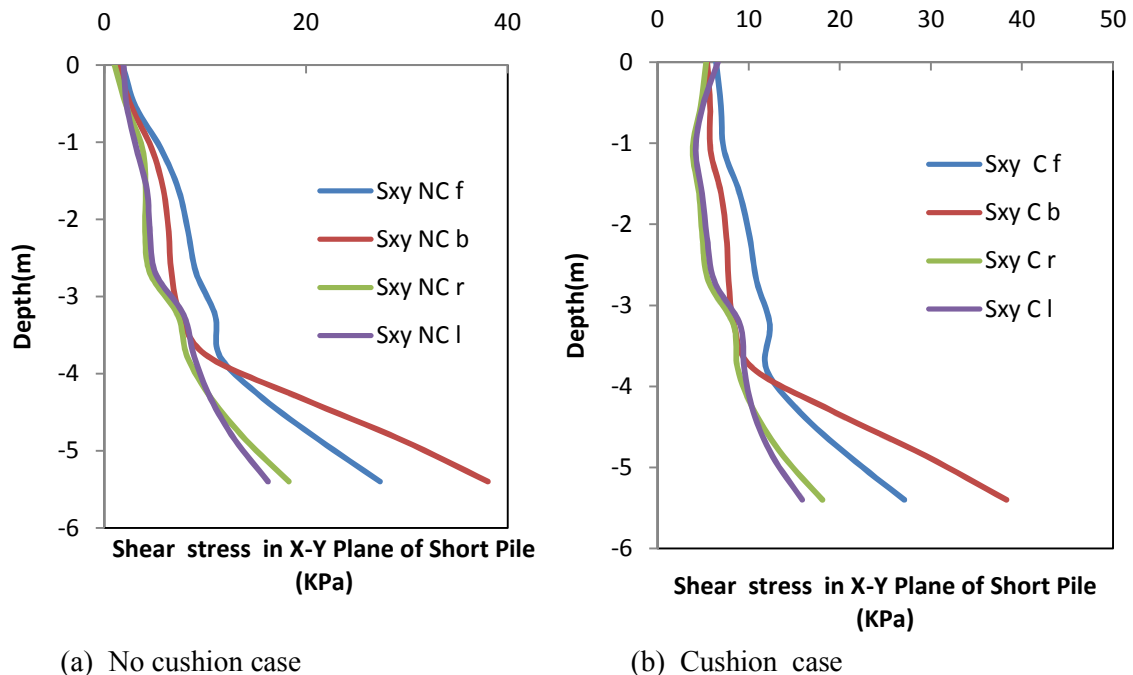 0 20 40
0
-1
-2
-3
-4
-5
-6
Depth(m)
Sxy NC f
Sxy NC b
Sxy NC r
Sxy NC l
Shear stress in X-Y Plane of Short Pile
(KPa)
(a) No cushion case
0 10 20 30 40 50
0
-1
-2
-3
-4
-5
-6
Depth(m)
Sxy C f
Sxy C b
Sxy C r
Sxy C l
Shear stress in X-Y Plane of Short Pile
(KPa)
(b) Cushion case